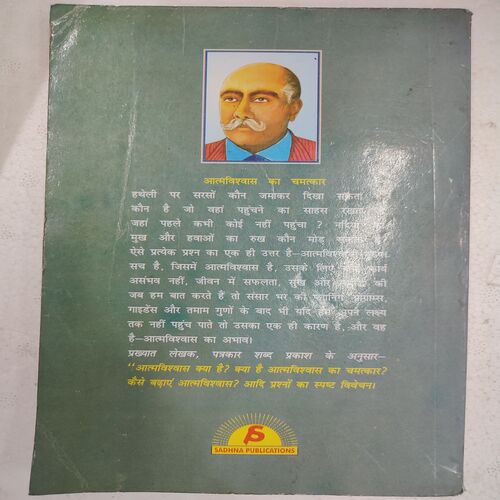 आत्मविश्वास का चमत्कार
हथेली पर सरसों कौन जमाकर दिखा सकता
कौन है जो वहां पहुंचने का साहस रखता
जहां पहले कभी कोई नहीं पहुंचा ?
मुख और हवाओं का रुख कौन मोड़
ऐसे प्रत्येक प्रश्न का एक ही उत्तर है–आत्मविश्वास
सच है, जिसमें आत्मविश्वास है, उसके लिए कोई कार्य
असंभव नहीं, जीवन में सफलता, सुख और की
जब हम बात करते हैं तो संसार भर की प्लानिंग, प्रोग्राम्स,
गाइडेंस और तमाम गुणों के बाद भी यदि हम अपने लक्ष्य
तक नहीं पहुंच पाते तो उसका एक ही कारण है, और वह
है–आत्मविश्वास का अभाव।
प्रख्यात लेखक, पत्रकार शब्द प्रकाश के अनुसार–
"आत्मविश्वास क्या है? क्या है आत्मविश्वास का चमत्कार?
कैसे बढ़ाएं आत्मविश्वास? आदि प्रश्नों का स्पष्ट विवेचन।
SADHNA PUBLICATIONS